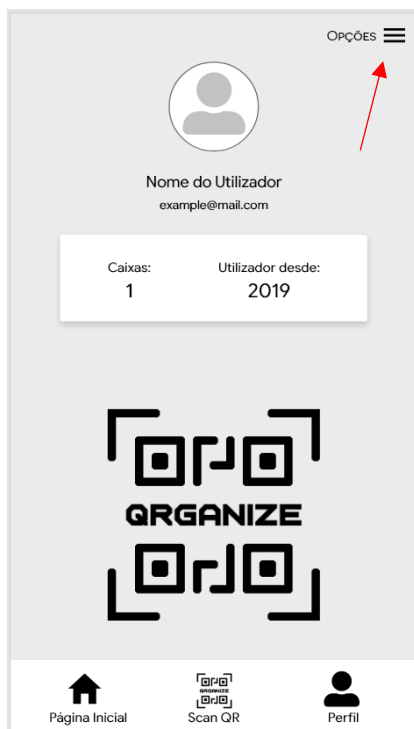 OPÇÕES
Nome do Utilizador
example@mail.com
Caixas: Utilizador desde:
1 2019
QRGANIZE
QRGANIZE
Página Inicial Scan QR Perfil